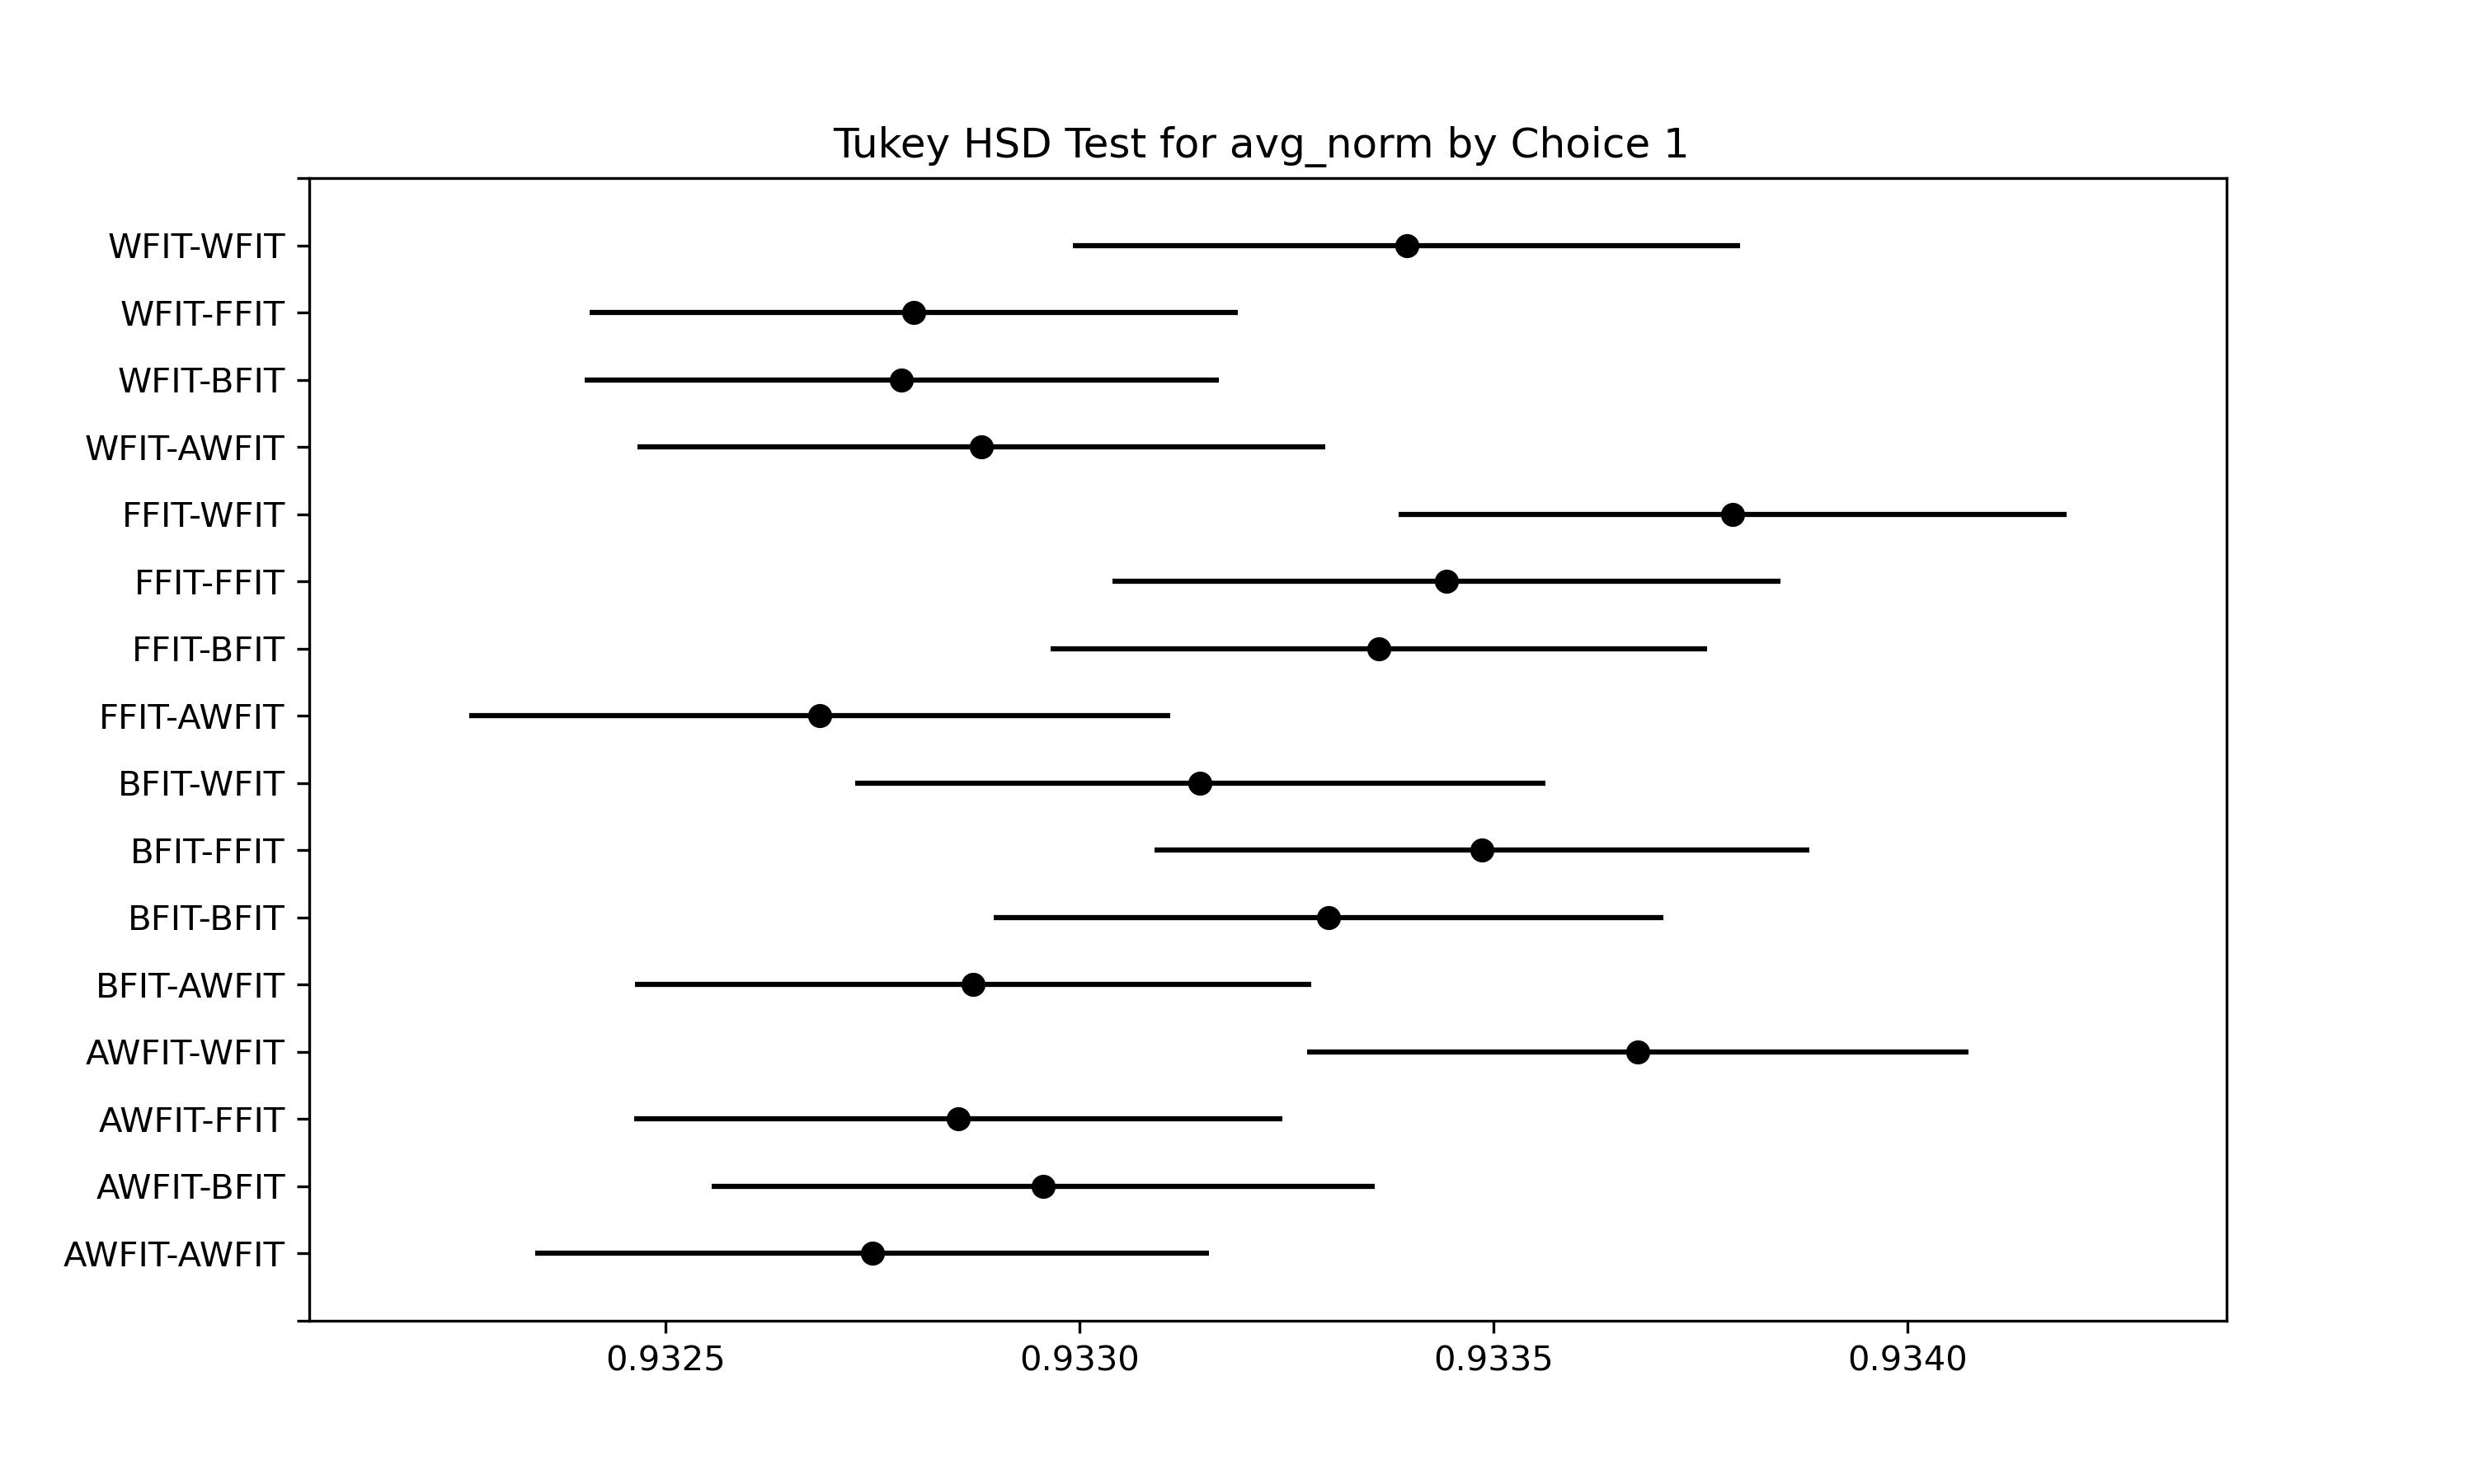 Tukey HSD Test for avg_norm by Choice 1
WFIT-WFIT
WFIT-FFIT
WFIT-BFIT
WFIT-AWFIT
FFIT-WFIT
FFIT-FFIT
FFIT-BFIT
FFIT-AWFIT
BFIT-WFIT
BFIT-FFIT
BFIT-BFIT
BFIT-AWFIT
AWFIT-WFIT
AWFIT-FFIT
AWFIT-BFIT
AWFIT-AWFIT
0.9325 0.9330 0.9335 0.9340